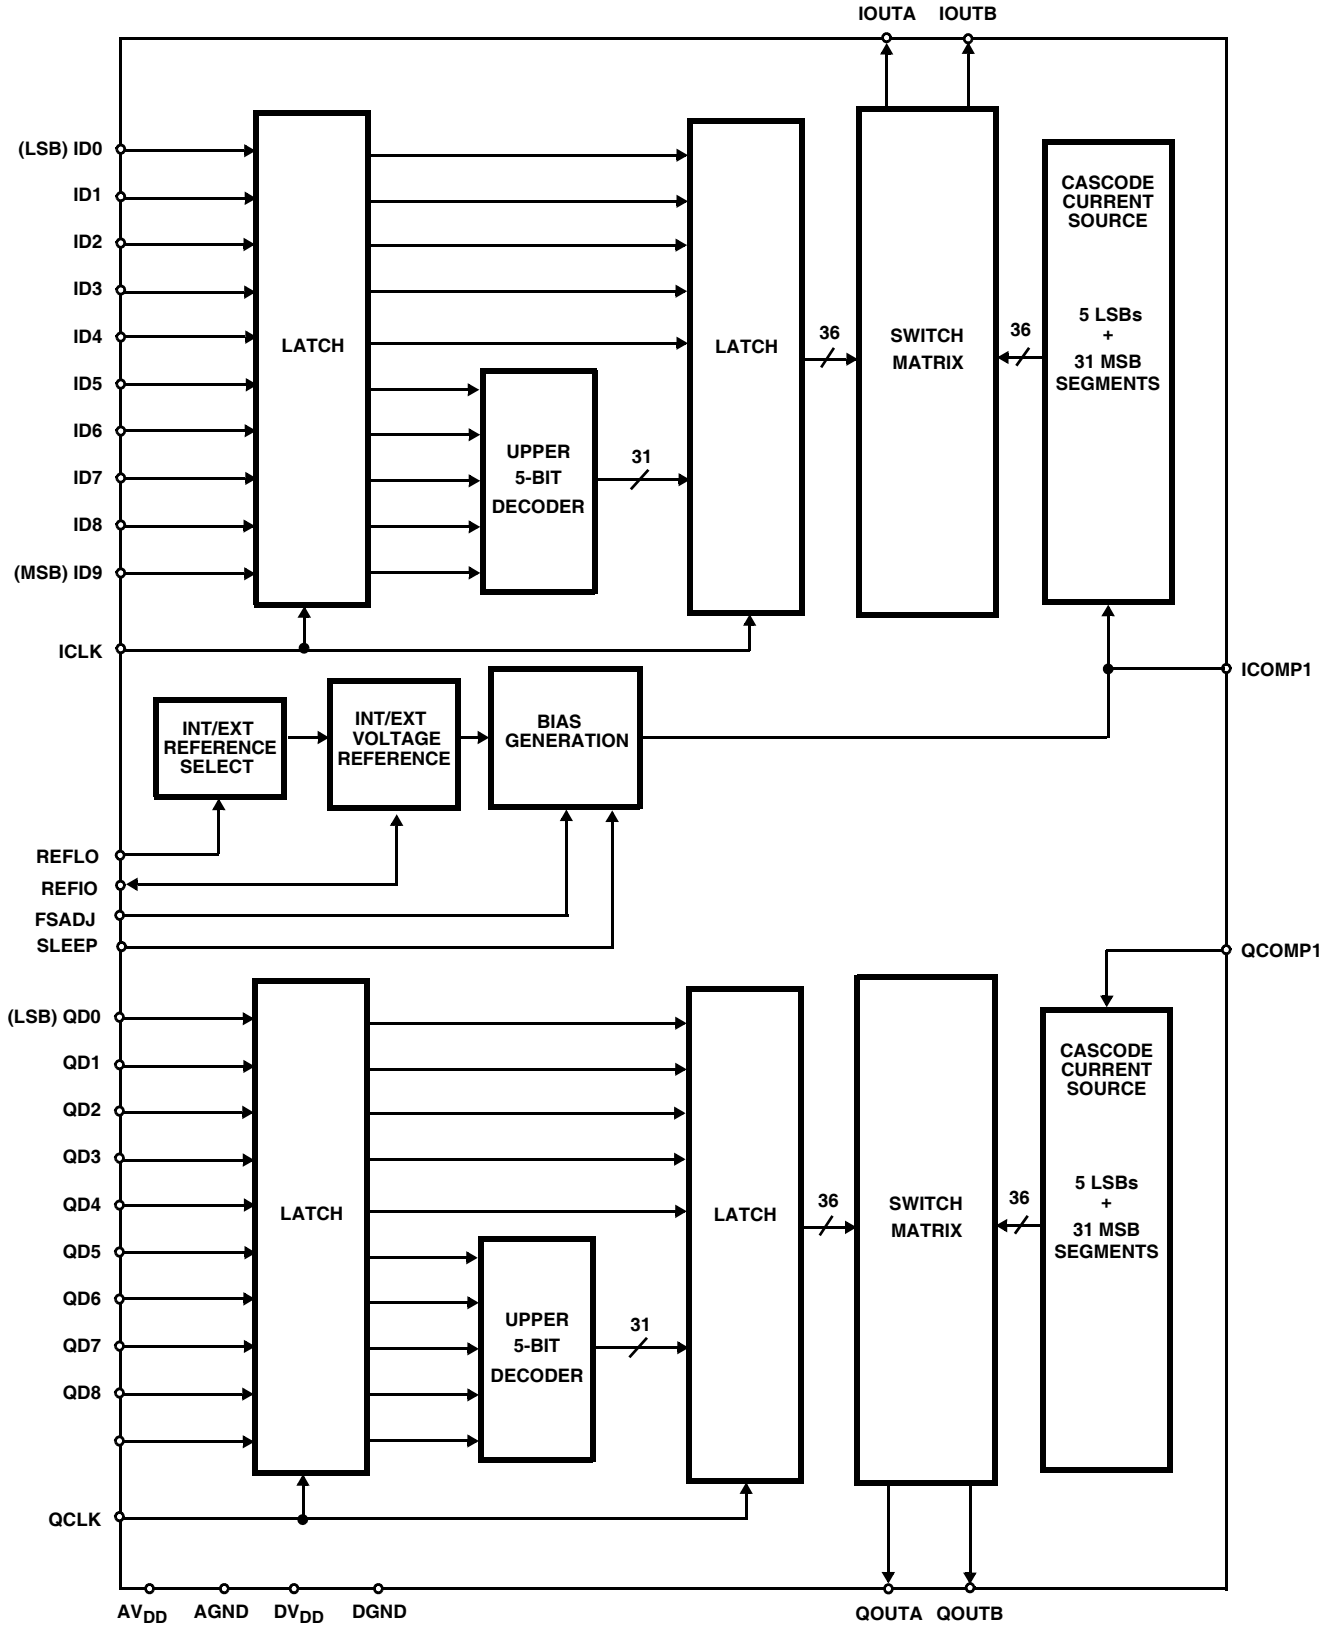 IOUTA IOUTB
(LSB) ID0
ID1
ID2
ID3
ID4
ID5
ID6
ID7
ID8
(MSB) ID9
ICLK
LATCH
UPPER
5-BIT
DECODER
31
LATCH
36
SWITCH
MATRIX
36
CASCODE
CURRENT
SOURCE
5 LSBs
+
31 MSB
SEGMENTS
ICOMP1
INT/EXT
REFERENCE
SELECT
INT/EXT
VOLTAGE
REFERENCE
BIAS
GENERATION
REFLO
REFIO
FSADJ
SLEEP
QCOMP1
(LSB) QD0
QD1
QD2
QD3
QD4
QD5
QD6
QD7
QD8
QCLK
LATCH
UPPER
5-BIT
DECODER
31
LATCH
36
SWITCH
MATRIX
36
CASCODE
CURRENT
SOURCE
5 LSBs
+
31 MSB
SEGMENTS
AVDD AGND DVDD DGND QOUTA QOUTB